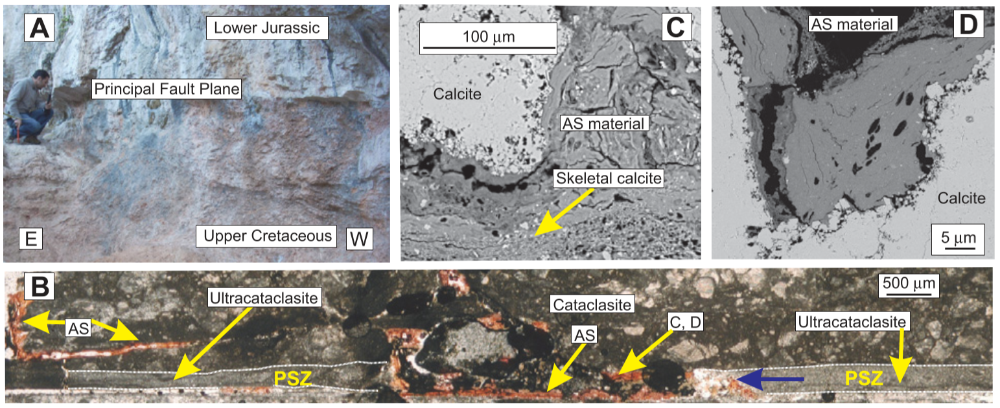 A
Lower Jurassic
Principal Fault Plane
E
Upper Cretaceous
W
C
100 μm
Calcite
AS material
Skeletal calcite
D
AS material
Calcite
5 μm
B
500 μm
Ultracataclasite
Cataclasite
C, D
Ultracataclasite
AS
AS
PSZ
PSZ